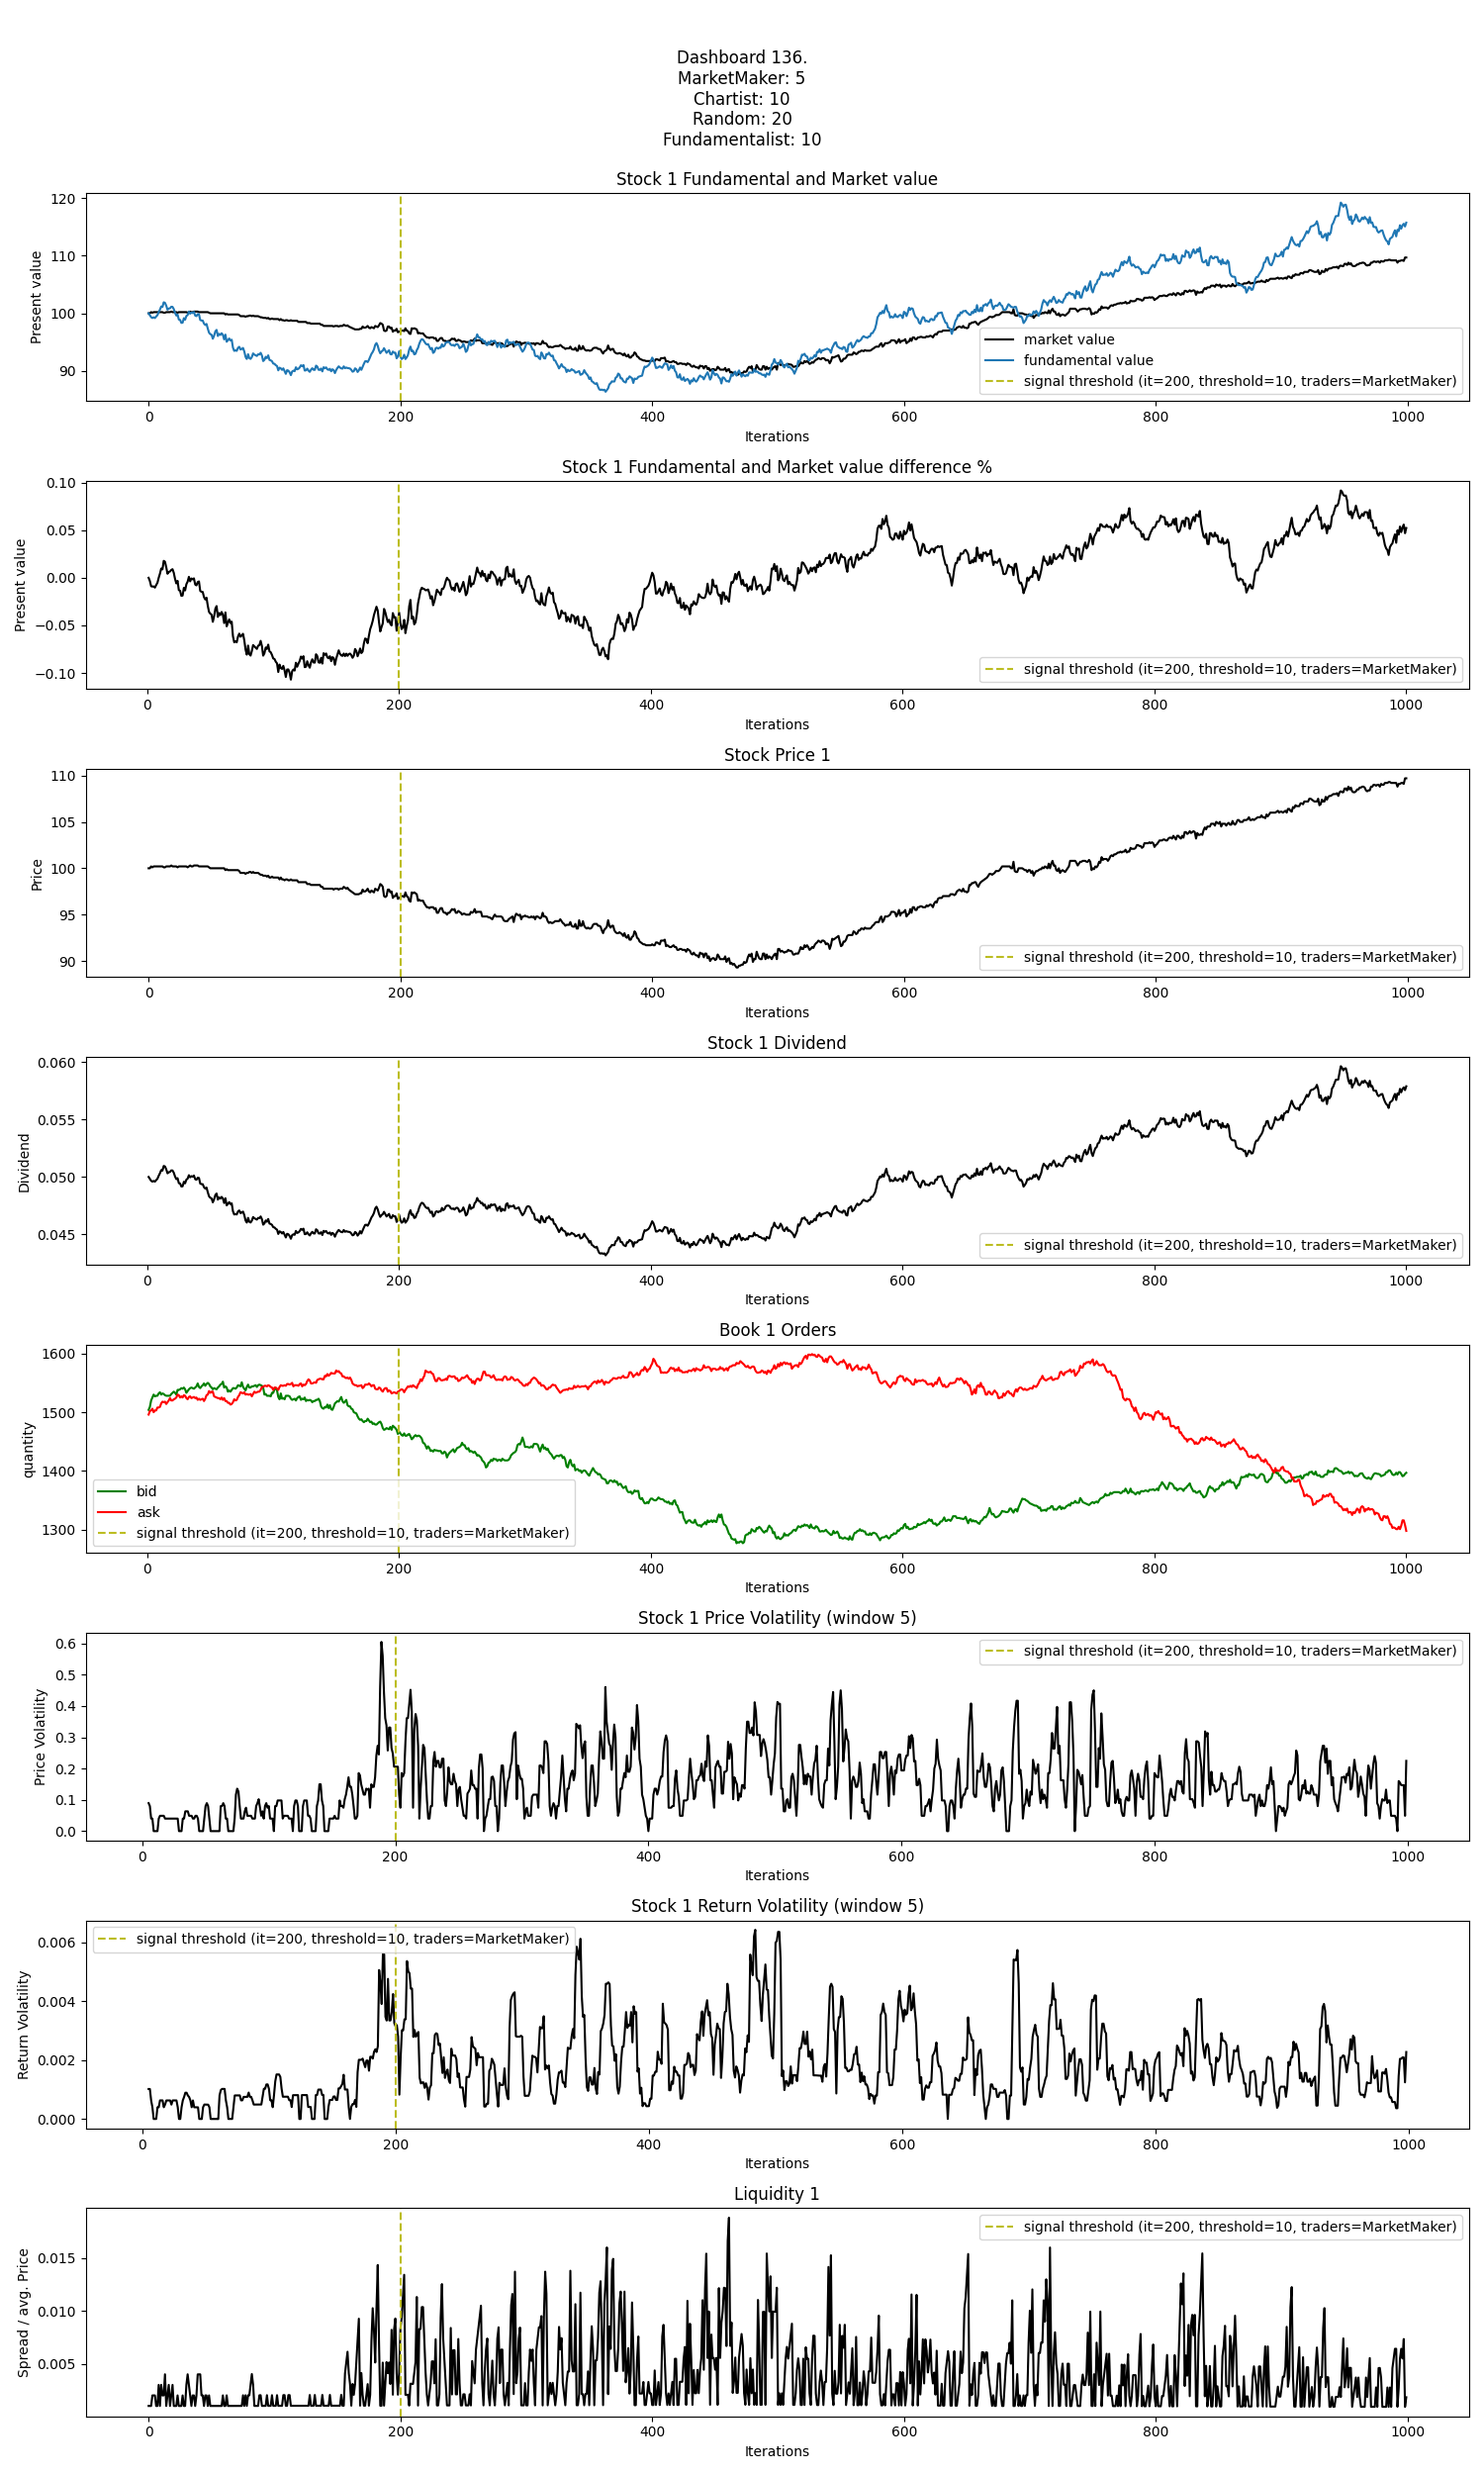 Dashboard 136.
MarketMaker: 5
Chartist: 10
Random: 20
Fundamentalist: 10
Stock 1 Fundamental and Market value
Present value
120
110
100
90
market value
fundamental value
signal threshold (it=200, threshold=10, traders=MarketMaker)
0 200 400 600 800 1000
Iterations
Stock 1 Fundamental and Market value difference %
Present value
0.10
0.05
0.00
−0.05
−0.10
signal threshold (it=200, threshold=10, traders=MarketMaker)
0 200 400 600 800 1000
Iterations
Stock Price 1
Price
110
105
100
95
90
signal threshold (it=200, threshold=10, traders=MarketMaker)
0 200 400 600 800 1000
Iterations
Stock 1 Dividend
Dividend
0.060
0.055
0.050
0.045
signal threshold (it=200, threshold=10, traders=MarketMaker)
0 200 400 600 800 1000
Iterations
Book 1 Orders
quantity
1600
1500
1400
1300
bid
ask
signal threshold (it=200, threshold=10, traders=MarketMaker)
0 200 400 600 800 1000
Iterations
Stock 1 Price Volatility (window 5)
Price Volatility
0.6
0.5
0.4
0.3
0.2
0.1
0.0
signal threshold (it=200, threshold=10, traders=MarketMaker)
0 200 400 600 800 1000
Iterations
Stock 1 Return Volatility (window 5)
Return Volatility
0.006
0.004
0.002
0.000
signal threshold (it=200, threshold=10, traders=MarketMaker)
0 200 400 600 800 1000
Iterations
Liquidity 1
Spread / avg. Price
0.015
0.010
0.005
signal threshold (it=200, threshold=10, traders=MarketMaker)
0 200 400 600 800 1000
Iterations